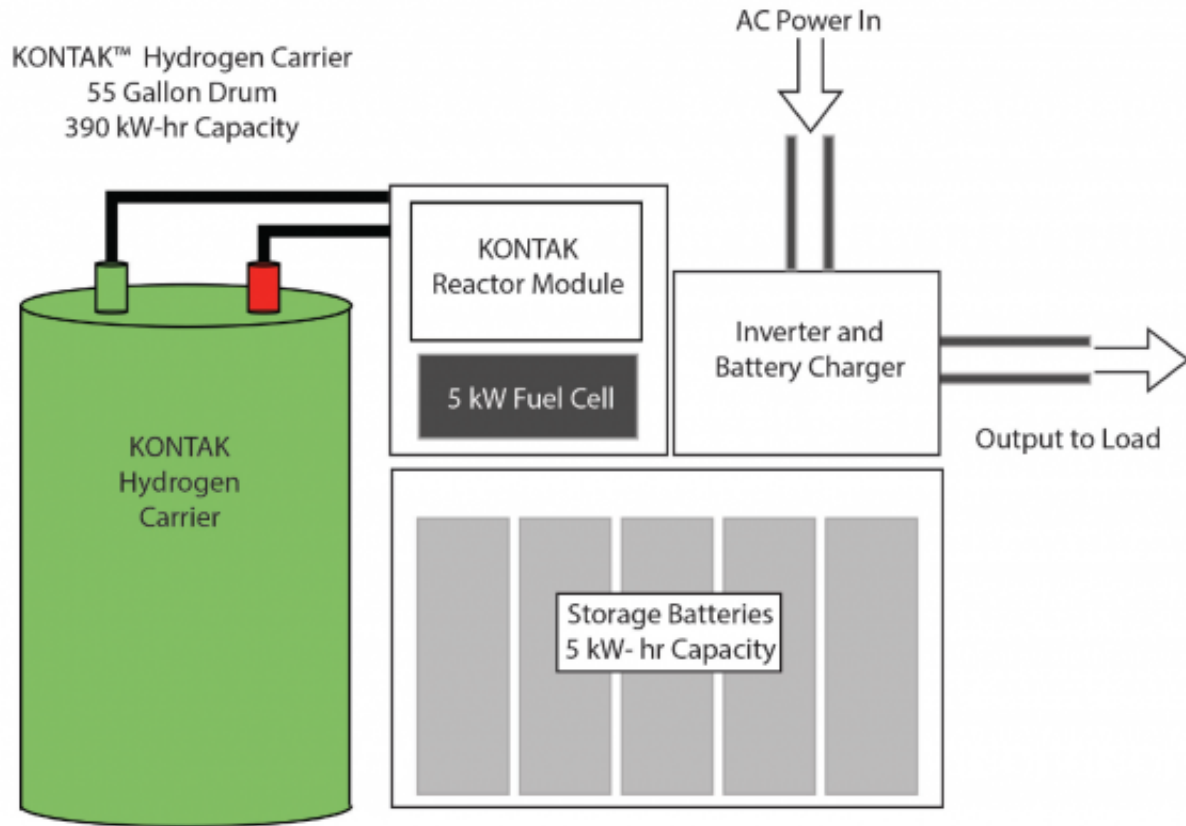 KONTAK™ Hydrogen Carrier
55 Gallon Drum
390 kW-hr Capacity
AC Power In
KONTAK
Reactor Module
5 kW Fuel Cell
Inverter and
Battery Charger
Output to Load
KONTAK
Hydrogen
Carrier
Storage Batteries
5 kW- hr Capacity